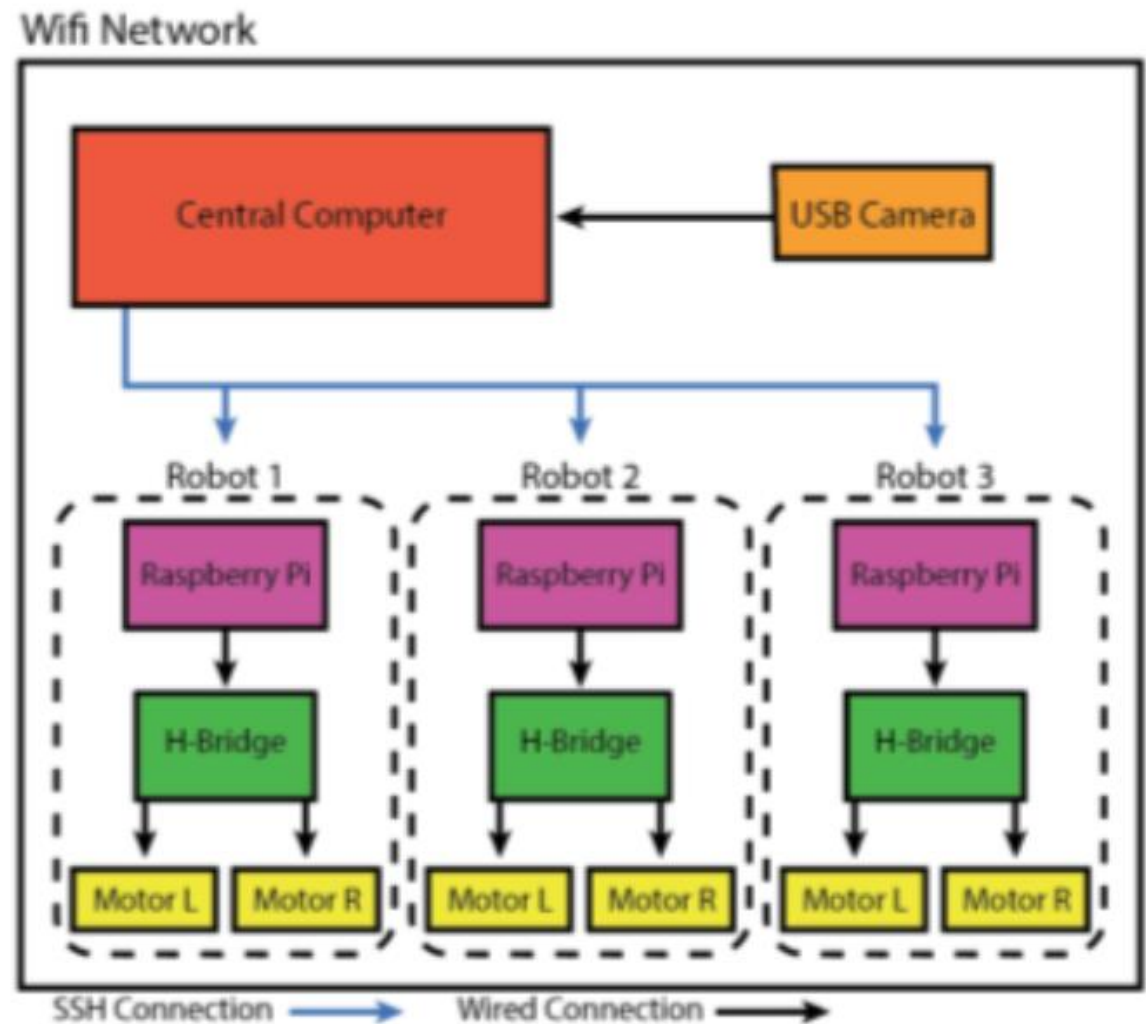 Wifi Network
Central Computer
USB Camera
Robot 1
Robot 2
Robot 3
Raspberry Pi
Raspberry Pi
Raspberry Pi
H-Bridge
H-Bridge
H-Bridge
Motor L
Motor R
Motor L
Motor R
Motor L
Motor R
SSH Connection
Wired Connection